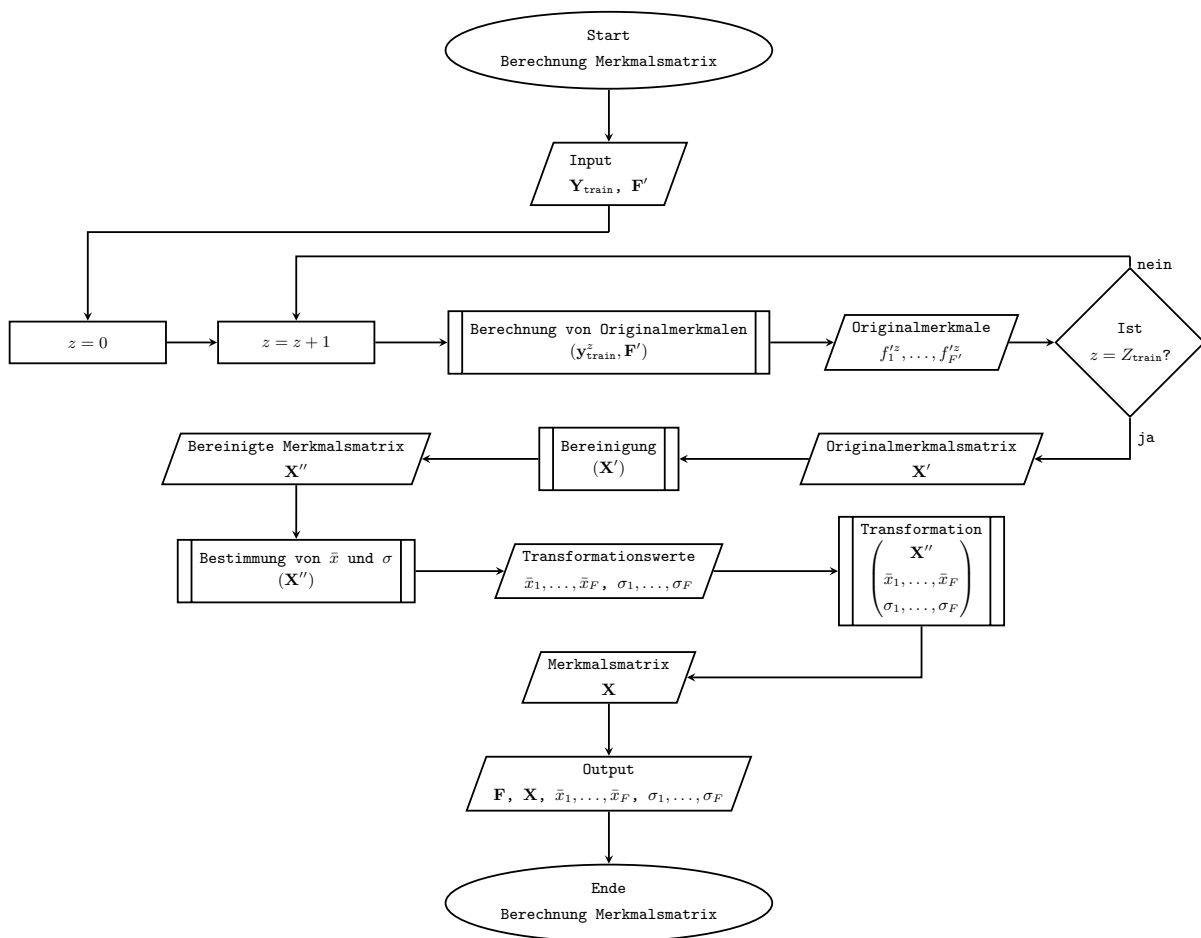 Start
Berechnung Merkmalsmatrix
Input
𝐘_train, 𝐅′
nein
z = 0
z = z + 1
Berechnung von Originalmerkmalen
(𝐲ᶻ_train, 𝐅′)
Originalmerkmale
f′ᶻ_1, …, f′ᶻ_F′
Ist
z = Z_train?
ja
Originalmerkmalsmatrix
𝐗′
Bereinigung
(𝐗′)
Bereinigte Merkmalsmatrix
𝐗′′
Bestimmung von x̄ und σ
(𝐗′′)
Transformationswerte
x̄_1, …, x̄_F, σ_1, …, σ_F
Transformation
𝐗′′
x̄_1, …, x̄_F
σ_1, …, σ_F
Merkmalsmatrix
𝐗
Output
𝐅, 𝐗, x̄_1, …, x̄_F, σ_1, …, σ_F
Ende
Berechnung Merkmalsmatrix